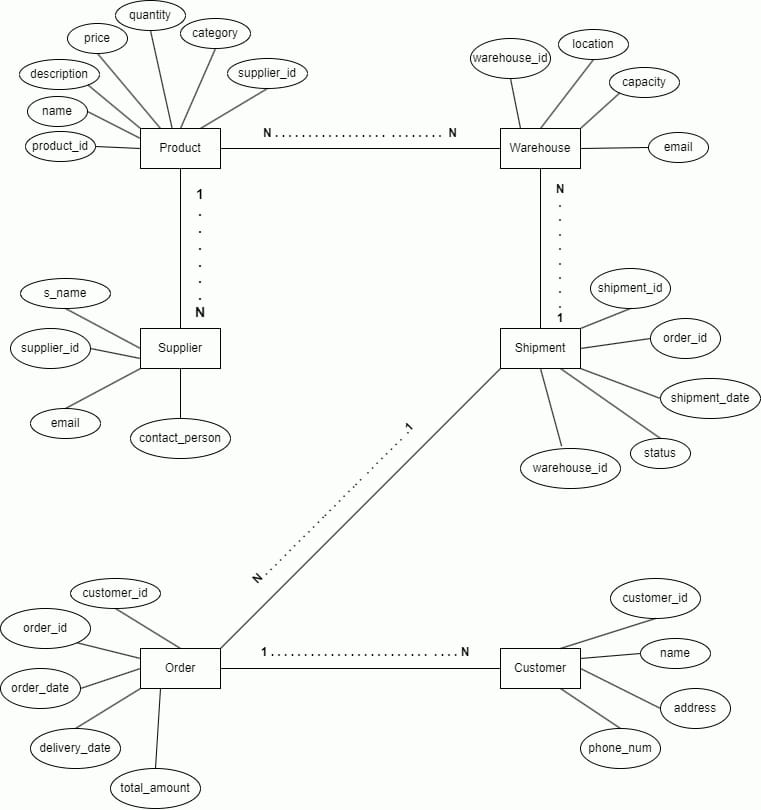 quantity
category
price
supplier_id
description
name
product_id
Product
N
N
location
warehouse_id
capacity
Warehouse
email
1
N
N
1
s_name
supplier_id
Supplier
email
contact_person
shipment_id
order_id
Shipment
shipment_date
status
warehouse_id
1
N
customer_id
order_id
order_date
Order
delivery_date
total_amount
1
N
customer_id
name
Customer
address
phone_num